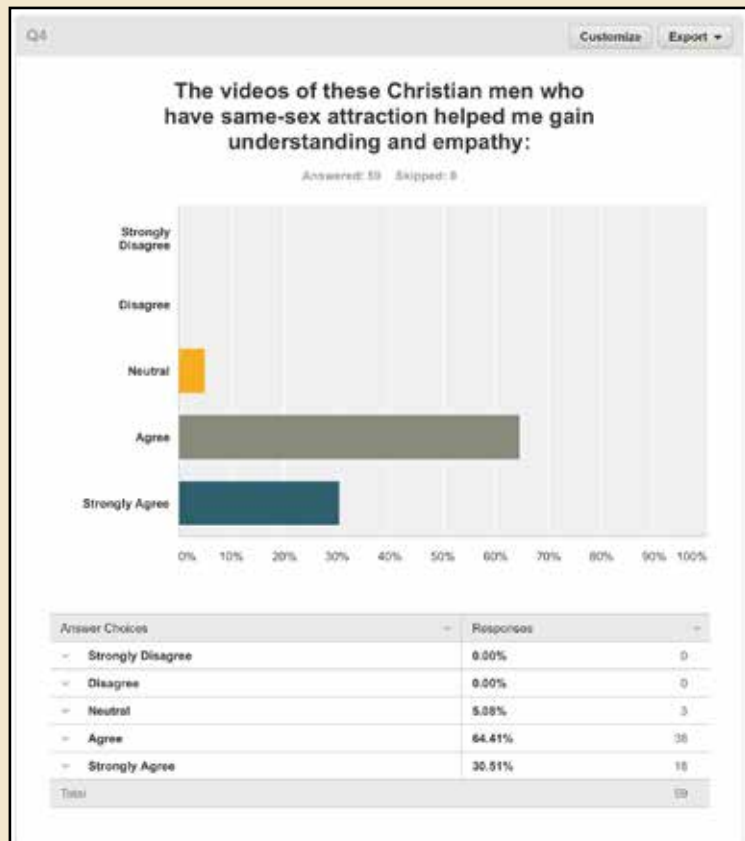 Q4
Customize
Export
The videos of these Christian men who
have same-sex attraction helped me gain
understanding and empathy:
Answered: 59 Skipped:
Strongly
Disagree
Disagree
Neutral
Agree
Strongly Agree
0% 10% 20% 30% 40% 50% 60% 70% 80% 90% 100%
Answer Choices Responses
Strongly Disagree 0.00% 0
Disagree 0.00% 0
Neutral 5.08% 3
Agree 64.41% 38
Strongly Agree 30.51% 18
Total 59